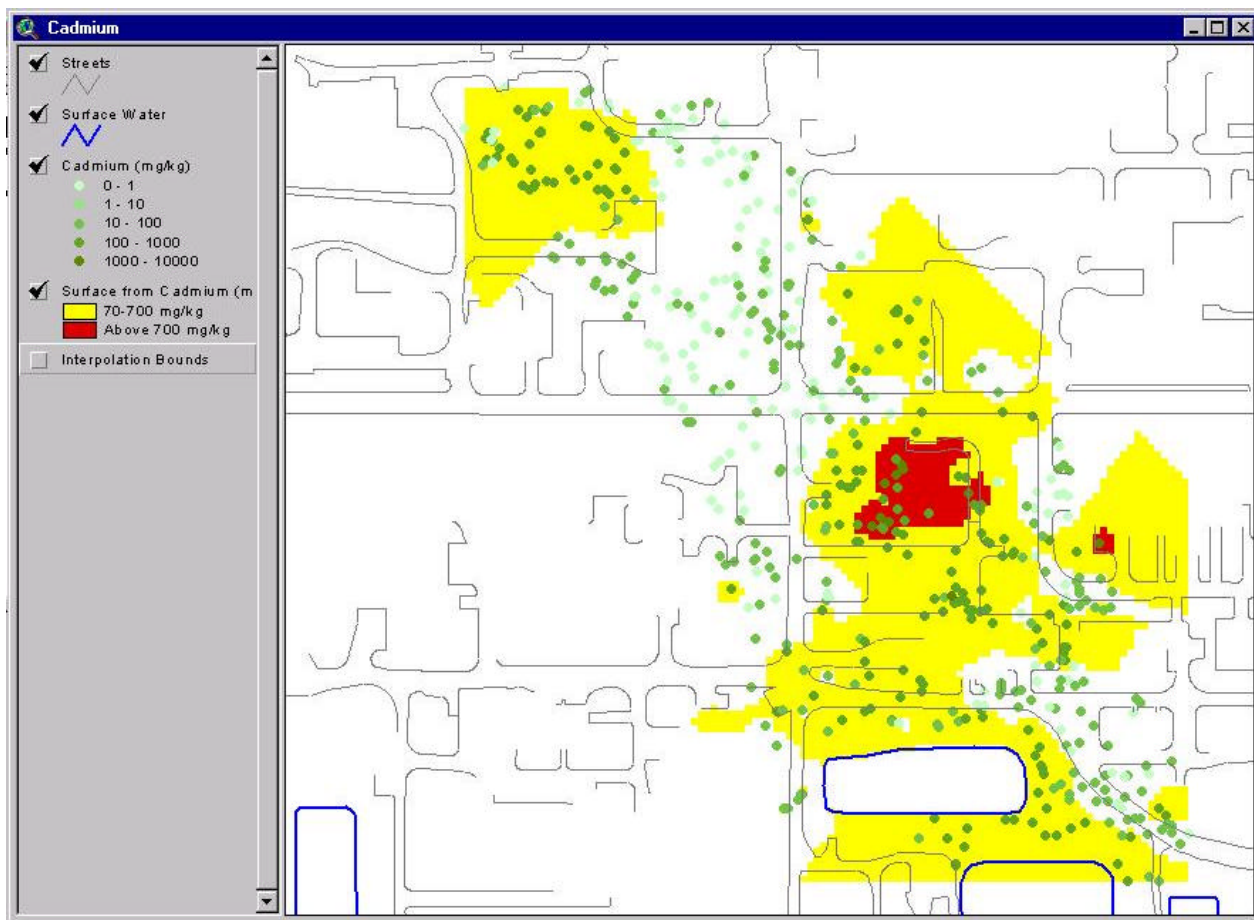 Cadmium
Streets
Surface Water
Cadmium (mg/kg)
0 - 1
1 - 10
10 - 100
100 - 1000
1000 - 10000
Surface from Cadmium (m
70-700 mg/kg
Above 700 mg/kg
Interpolation Bounds